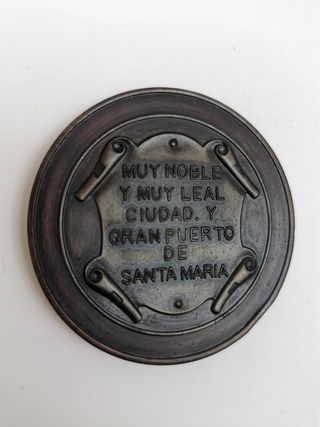 MUY NOBLE
Y MUY LEAL
CIUDAD. Y
GRAN PUERTO
DE
SANTA MARIA